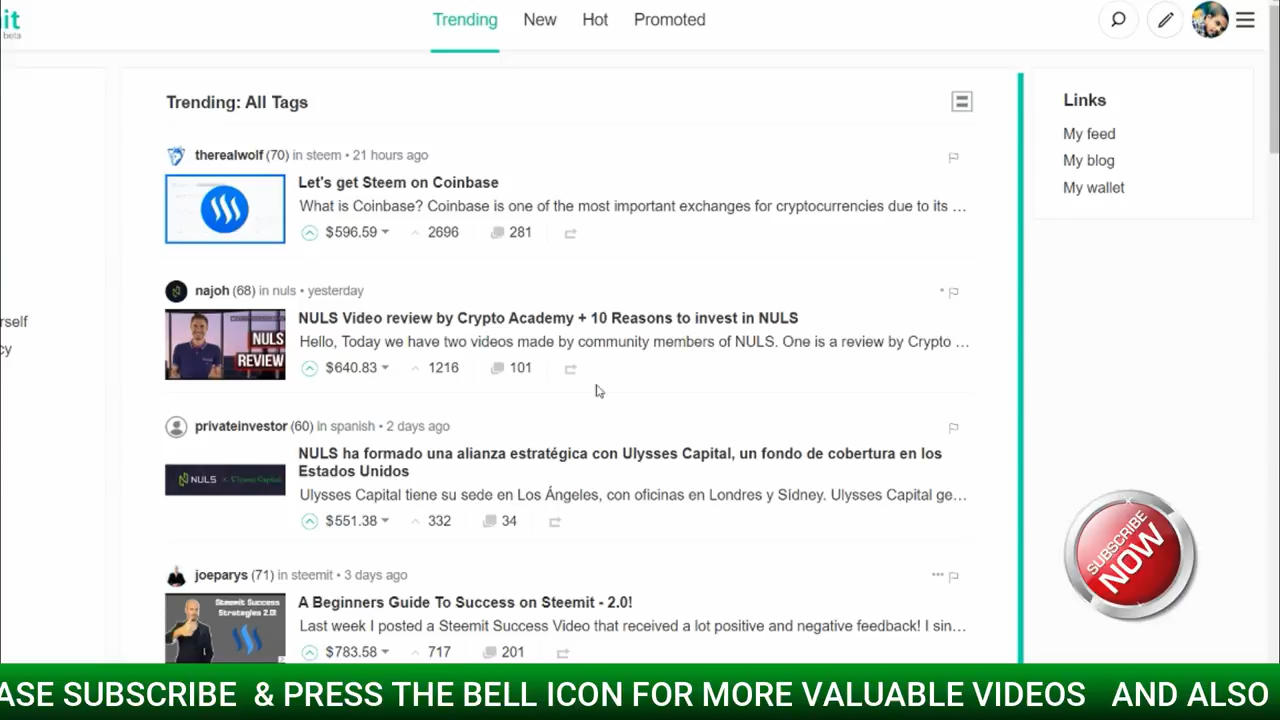 it
beta
Trending New Hot Promoted
Trending: All Tags
Links
My feed
My blog
My wallet
therealwolf (70) in steem • 21 hours ago
Let's get Steem on Coinbase
What is Coinbase? Coinbase is one of the most important exchanges for cryptocurrencies due to its ...
$596.59 2696 281
najoh (68) in nuls • yesterday
NULS Video review by Crypto Academy + 10 Reasons to invest in NULS
Hello, Today we have two videos made by community members of NULS. One is a review by Crypto ...
$640.83 1216 101
NULS
REVIEW
rself
cy
privateinvestor (60) in spanish • 2 days ago
NULS ha formado una alianza estratégica con Ulysses Capital, un fondo de cobertura en los
Estados Unidos
Ulysses Capital tiene su sede en Los Ángeles, con oficinas en Londres y Sídney. Ulysses Capital ge...
$551.38 332 34
NULS x Ulysses Capital
joeparys (71) in steemit • 3 days ago
A Beginners Guide To Success on Steemit - 2.0!
Last week I posted a Steemit Success Video that received a lot positive and negative feedback! I sin...
$783.58 717 201
Steemit Success
Strategies 2.0!
SUBSCRIBE
NOW
ASE SUBSCRIBE & PRESS THE BELL ICON FOR MORE VALUABLE VIDEOS AND ALSO